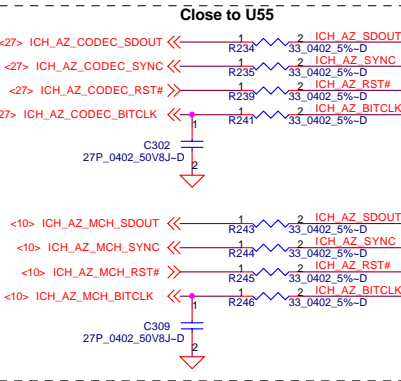 Close to U55
<27> ICH_AZ_CODEC_SDOUT 1 2 ICH_AZ_SDOUT
R234 33_0402_5%~D
<27> ICH_AZ_CODEC_SYNC 1 2 ICH_AZ_SYNC
R235 33_0402_5%~D
<27> ICH_AZ_CODEC_RST# 1 2 ICH_AZ_RST#
R239 33_0402_5%~D
27> ICH_AZ_CODEC_BITCLK 1 2 ICH_AZ_BITCLK
R241 33_0402_5%~D
1
C302
27P_0402_50V8J~D
2
<10> ICH_AZ_MCH_SDOUT 1 2 ICH_AZ_SDOUT
R243 33_0402_5%~D
<10> ICH_AZ_MCH_SYNC 1 2 ICH_AZ_SYNC
R244 33_0402_5%~D
<10> ICH_AZ_MCH_RST# 1 2 ICH_AZ_RST#
R245 33_0402_5%~D
<10> ICH_AZ_MCH_BITCLK 1 2 ICH_AZ_BITCLK
R246 33_0402_5%~D
1
C309
27P_0402_50V8J~D
2